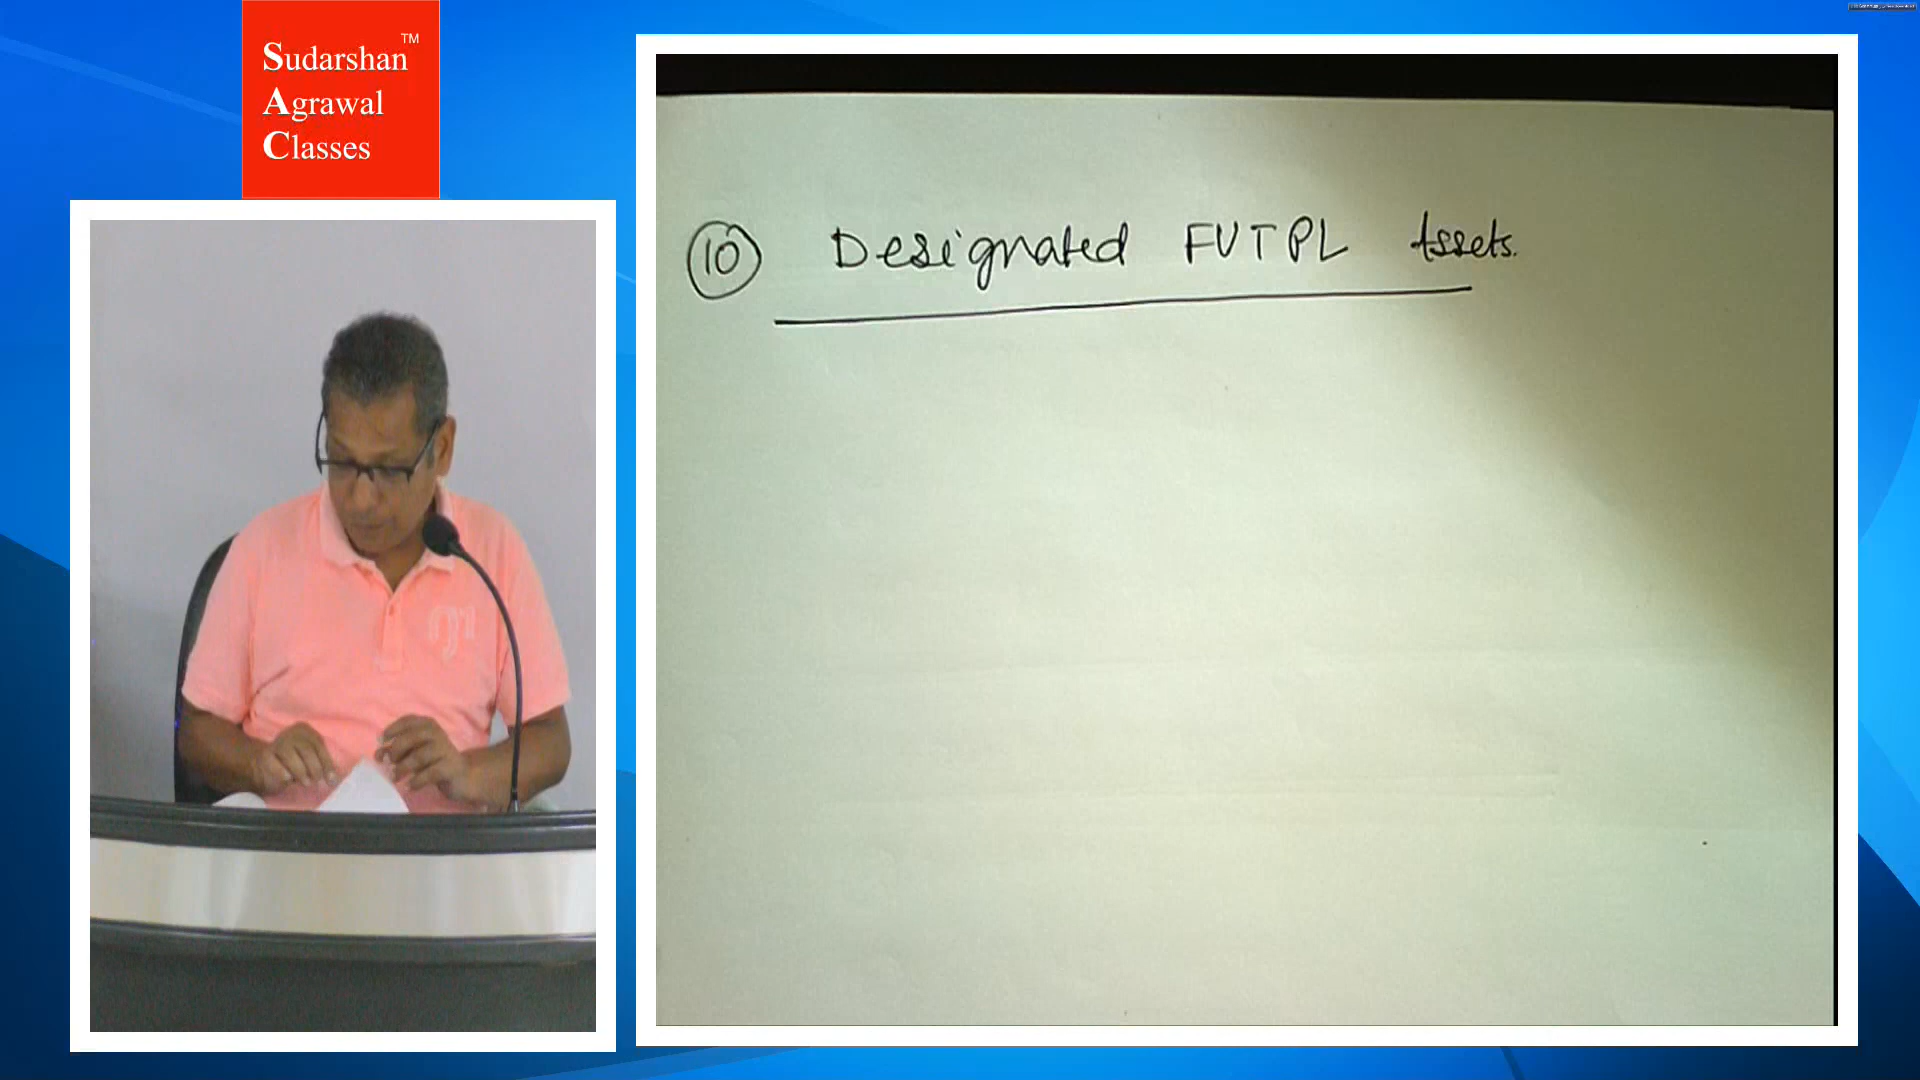 Sudarshan™
Agrawal
Classes
10 Designated FVTPL Assets.